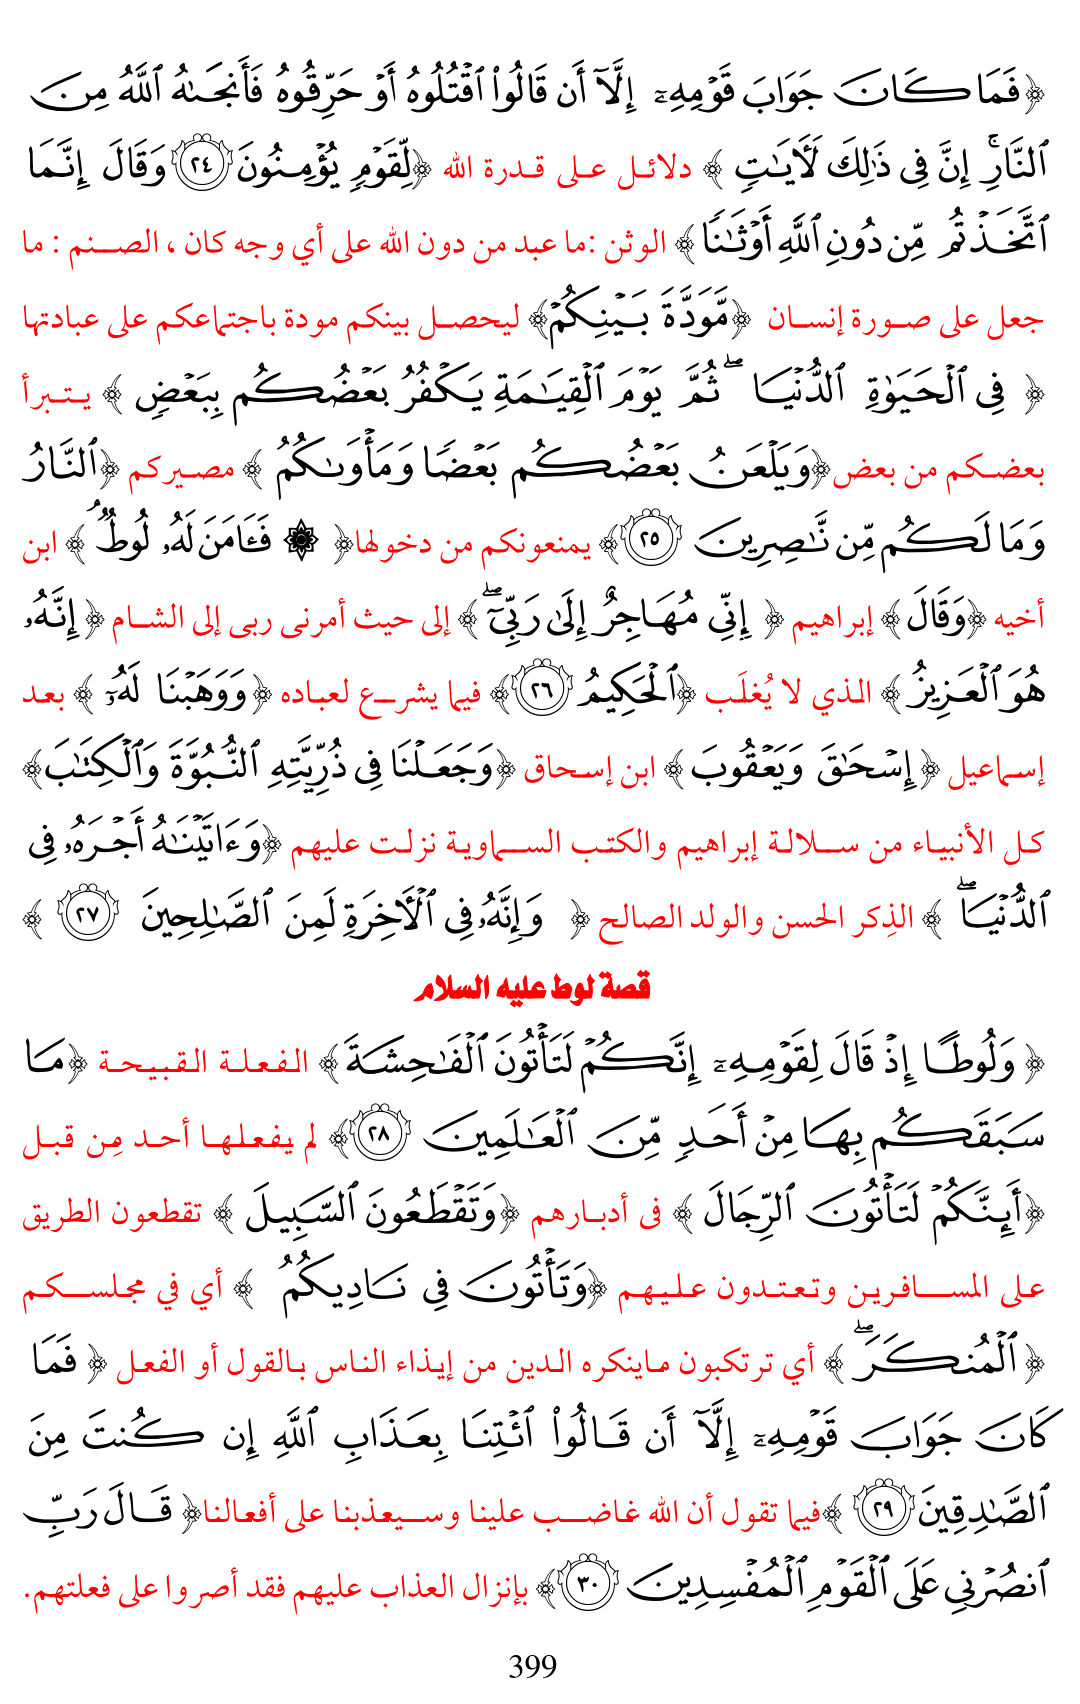 ﴿فَمَا كَانَ جَوَابَ قَوْمِهِۦٓ إِلَّآ أَن قَالُوا۟ ٱقْتُلُوهُ أَوْ حَرِّقُوهُ فَأَنجَىٰهُ ٱللَّهُ مِنَ
ٱلنَّارِ ۚ إِنَّ فِى ذَٰلِكَ لَـَٔايَـٰتٍ ﴾ دلائل على قدرة الله ﴿لِّقَوْمٍ يُؤْمِنُونَ ٢٤ وَقَالَ إِنَّمَا
ٱتَّخَذْتُم مِّن دُونِ ٱللَّهِ أَوْثَـٰنًا﴾ الوثن :ما عبد من دون الله على أي وجه كان ، الصنم : ما
جعل على صورة إنسان ﴿مَّوَدَّةَ بَيْنِكُمْ﴾ ليحصل بينكم مودة باجتماعكم على عبادتها
﴿ فِى ٱلْحَيَوٰةِ ٱلدُّنْيَا ۖ ثُمَّ يَوْمَ ٱلْقِيَـٰمَةِ يَكْفُرُ بَعْضُكُم بِبَعْضٍ ﴾ يتبرأ
بعضكم من بعض ﴿وَيَلْعَنُ بَعْضُكُم بَعْضًا وَمَأْوَىٰكُمُ ﴾ مصيركم ﴿ٱلنَّارُ
وَمَا لَكُم مِّن نَّـٰصِرِينَ ٢٥﴾ يمنعونكم من دخولها﴿ ۞ فَـَٔامَنَ لَهُۥ لُوطٌ ۘ﴾ ابن
أخيه ﴿وَقَالَ﴾ إبراهيم ﴿ إِنِّى مُهَاجِرٌ إِلَىٰ رَبِّىٓ ۖ﴾ إلى حيث أمرنى ربى إلى الشام ﴿ إِنَّهُۥ
هُوَ ٱلْعَزِيزُ ﴾ الذي لا يُغلَب ﴿ٱلْحَكِيمُ ٢٦﴾ فيما يشرع لعباده ﴿وَوَهَبْنَا لَهُۥٓ ﴾ بعد
إسماعيل ﴿ إِسْحَـٰقَ وَيَعْقُوبَ ﴾ ابن إسحاق ﴿وَجَعَلْنَا فِى ذُرِّيَّتِهِ ٱلنُّبُوَّةَ وَٱلْكِتَـٰبَ﴾
كل الأنبياء من سلالة إبراهيم والكتب السماوية نزلت عليهم ﴿وَءَاتَيْنَـٰهُ أَجْرَهُۥ فِى
ٱلدُّنْيَا ۖ ﴾ الذِكر الحسن والولد الصالح ﴿ وَإِنَّهُۥ فِى ٱلْـَٔاخِرَةِ لَمِنَ ٱلصَّـٰلِحِينَ ٢٧ ﴾
قصة لوط عليه السلام
﴿ وَلُوطًا إِذْ قَالَ لِقَوْمِهِۦٓ إِنَّكُمْ لَتَأْتُونَ ٱلْفَـٰحِشَةَ ﴾ الفعلة القبيحة ﴿مَا
سَبَقَكُم بِهَا مِنْ أَحَدٍ مِّنَ ٱلْعَـٰلَمِينَ ٢٨﴾ لم يفعلها أحد مِن قبل
﴿أَئِنَّكُمْ لَتَأْتُونَ ٱلرِّجَالَ ﴾ فى أدبارهم ﴿وَتَقْطَعُونَ ٱلسَّبِيلَ ﴾ تقطعون الطريق
على المسافرين وتعتدون عليهم ﴿وَتَأْتُونَ فِى نَادِيكُمُ ﴾ أي في مجلسكم
﴿ ٱلْمُنكَرَ ۖ ﴾ أي ترتكبون ماينكره الدين من إيذاء الناس بالقول أو الفعل ﴿ فَمَا
كَانَ جَوَابَ قَوْمِهِۦٓ إِلَّآ أَن قَالُوا۟ ٱئْتِنَا بِعَذَابِ ٱللَّهِ إِن كُنتَ مِنَ
ٱلصَّـٰدِقِينَ ٢٩ ﴾فيما تقول أن الله غاضب علينا وسيعذبنا على أفعالنا﴿ قَالَ رَبِّ
ٱنصُرْنِى عَلَى ٱلْقَوْمِ ٱلْمُفْسِدِينَ ٣٠﴾ بإنزال العذاب عليهم فقد أصروا على فعلتهم.
399